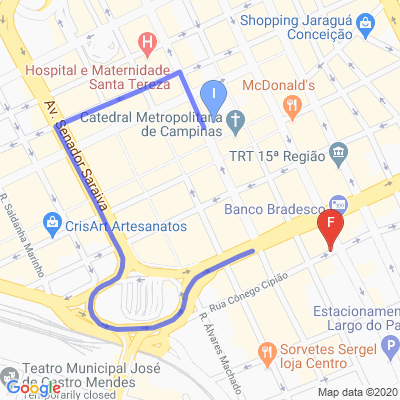 Shopping Jaraguá
Conceição
Hospital e Maternidade
Santa Tereza
I
McDonald's
Catedral Metropolitana
de Campinas
Av. Senador Saraiva
TRT 15ª Região
R. Saldanha Marinho
Banco Bradesco
CrisArt Artesanatos
F
Rua Cônego Cipião
R. Álvares Machado
Estacionamen
Largo do Pa
Sorvetes Sergel
loja Centro
Teatro Municipal José
de Castro Mendes
Temporarily closed
Google
Map data ©2020